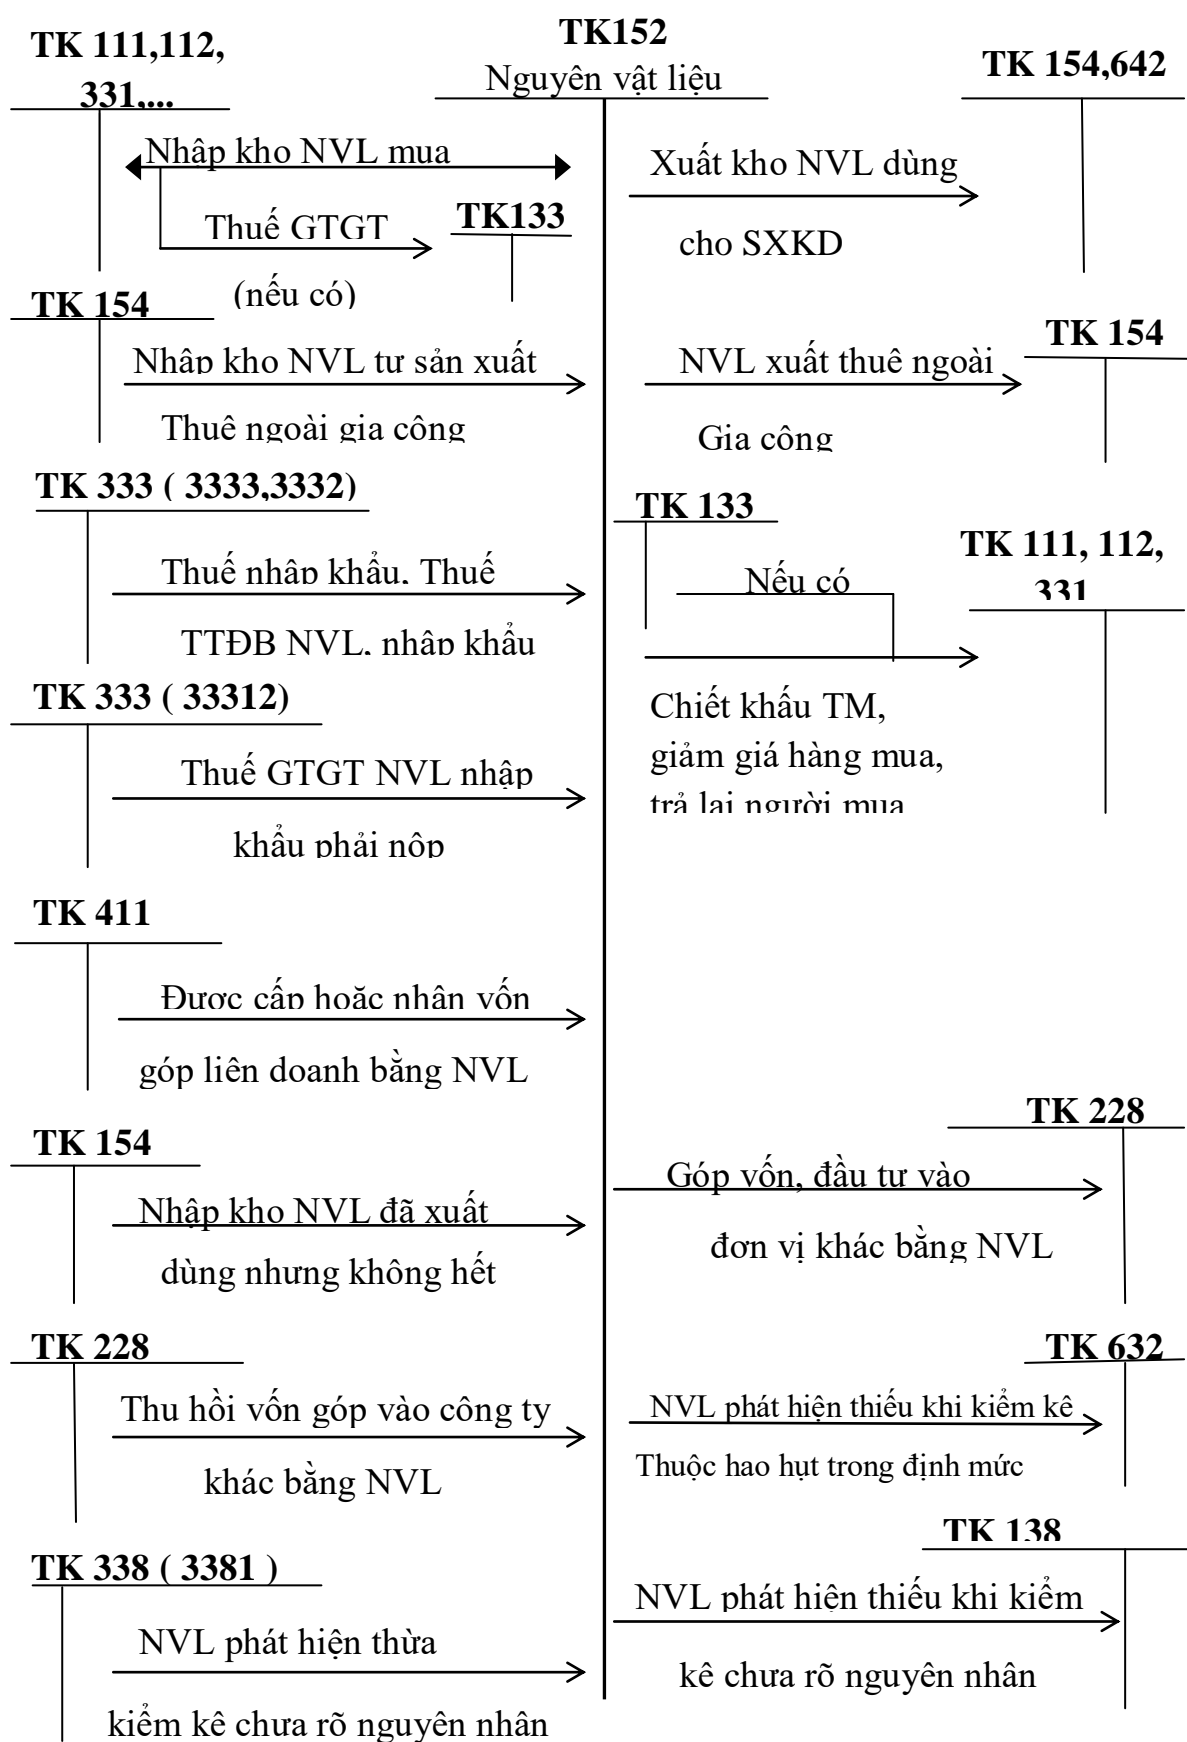 TK 111,112,
331,...
TK152
Nguyên vật liệu
TK 154,642
Nhập kho NVL mua
Thuế GTGT
(nếu có)
TK133
Xuất kho NVL dùng
cho SXKD
TK 154
Nhập kho NVL tự sản xuất
Thuê ngoài gia công
TK 154
NVL xuất thuê ngoài
Gia công
TK 333 ( 3333,3332)
Thuế nhập khẩu, Thuế
TTĐB NVL, nhập khẩu
TK 133
Nếu có
TK 111, 112,
331
Chiết khấu TM,
giảm giá hàng mua,
trả lại người mua
TK 333 ( 33312)
Thuế GTGT NVL nhập
khẩu phải nộp
TK 411
Được cấp hoặc nhận vốn
góp liên doanh bằng NVL
TK 154
Nhập kho NVL đã xuất
dùng nhưng không hết
TK 228
Góp vốn, đầu tư vào
đơn vị khác bằng NVL
TK 228
Thu hồi vốn góp vào công ty
khác bằng NVL
TK 632
NVL phát hiện thiếu khi kiểm kê
Thuộc hao hụt trong định mức
TK 338 ( 3381 )
NVL phát hiện thừa
kiểm kê chưa rõ nguyên nhân
TK 138
NVL phát hiện thiếu khi kiểm
kê chưa rõ nguyên nhân